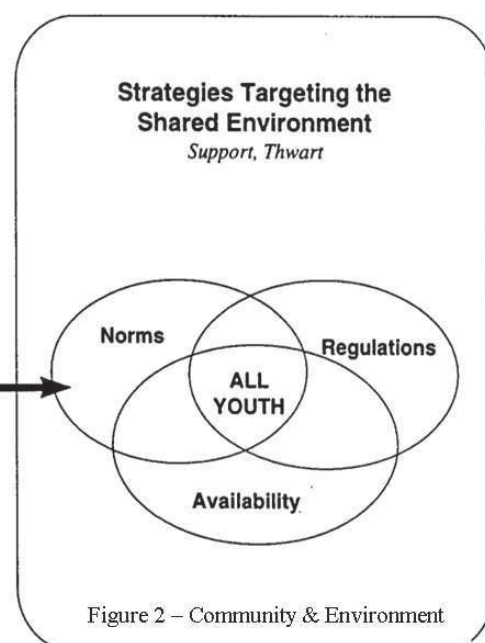 Strategies Targeting the
Shared Environment
Support, Thwart
Norms
Regulations
ALL
YOUTH
Availability
Figure 2 – Community & Environment